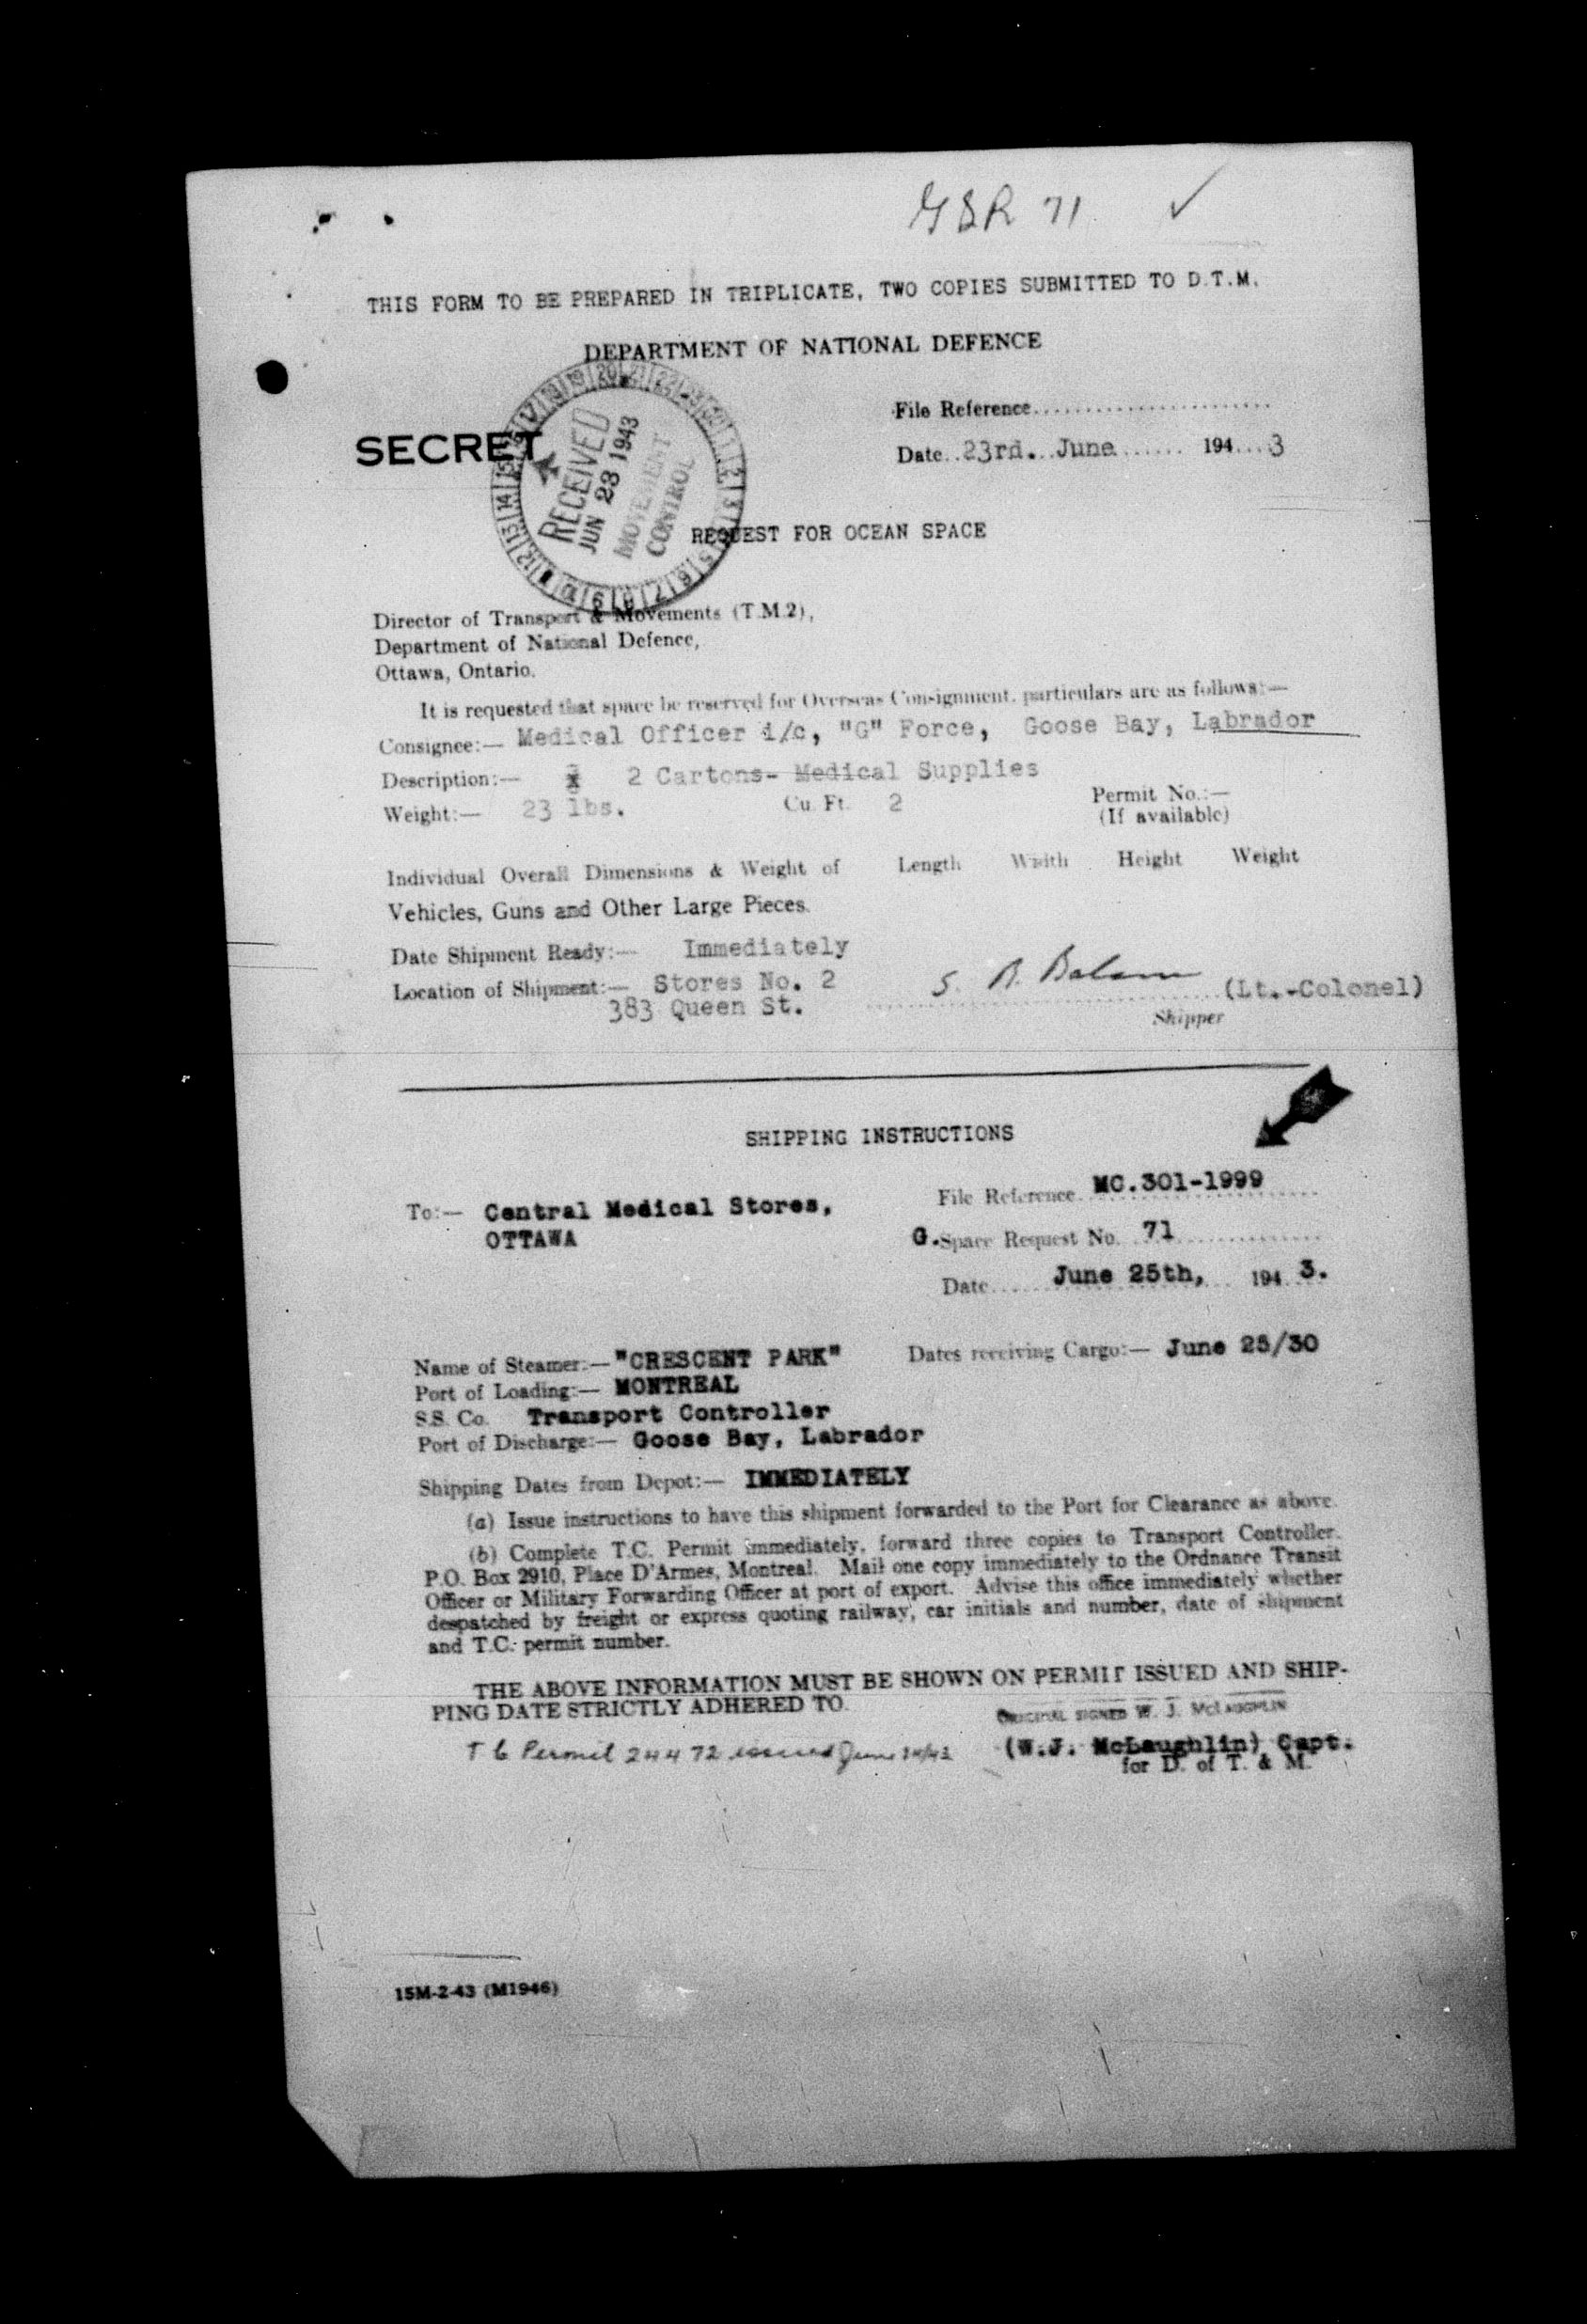 GSR 71 ✓
THIS FORM TO BE PREPARED IN TRIPLICATE, TWO COPIES SUBMITTED TO D.T.M.
DEPARTMENT OF NATIONAL DEFENCE
File Reference
SECRET
Date 23rd. June 194 3
RECEIVED
JUN 23 1943
MOVEMENT
CONTROL
REQUEST FOR OCEAN SPACE
Director of Transport & Movements (T.M.2),
Department of National Defence,
Ottawa, Ontario.
It is requested that space be reserved for Overseas Consignment, particulars are as follows:—
Consignee:— Medical Officer i/c, "G" Force, Goose Bay, Labrador
Description:— 2 Cartons- Medical Supplies
Weight:— 23 lbs. Cu. Ft. 2 Permit No.:—
(If available)
Individual Overall Dimensions & Weight of Length Width Height Weight
Vehicles, Guns and Other Large Pieces.
Date Shipment Ready:— Immediately
Location of Shipment:— Stores No. 2
383 Queen St. (Lt.-Colonel)
Shipper
SHIPPING INSTRUCTIONS
To:— Central Medical Stores, File Reference MC.301-1999
OTTAWA G.Space Request No. 71
Date June 25th, 194 3.
Name of Steamer:— "CRESCENT PARK" Dates receiving Cargo:— June 25/30
Port of Loading:— MONTREAL
S.S. Co. Transport Controller
Port of Discharge:— Goose Bay, Labrador
Shipping Dates from Depot:— IMMEDIATELY
(a) Issue instructions to have this shipment forwarded to the Port for Clearance as above.
(b) Complete T.C. Permit immediately, forward three copies to Transport Controller.
P.O. Box 2910, Place D'Armes, Montreal. Mail one copy immediately to the Ordnance Transit
Officer or Military Forwarding Officer at port of export. Advise this office immediately whether
despatched by freight or express quoting railway, car initials and number, date of shipment
and T.C. permit number.
THE ABOVE INFORMATION MUST BE SHOWN ON PERMIT ISSUED AND SHIP-
PING DATE STRICTLY ADHERED TO.
ORIGINAL SIGNED W. J. McLAUGHLIN
T C Permit 24472 issued June
(W.J. McLaughlin) Capt.
for D. of T. & M.
15M-2-43 (M1946)